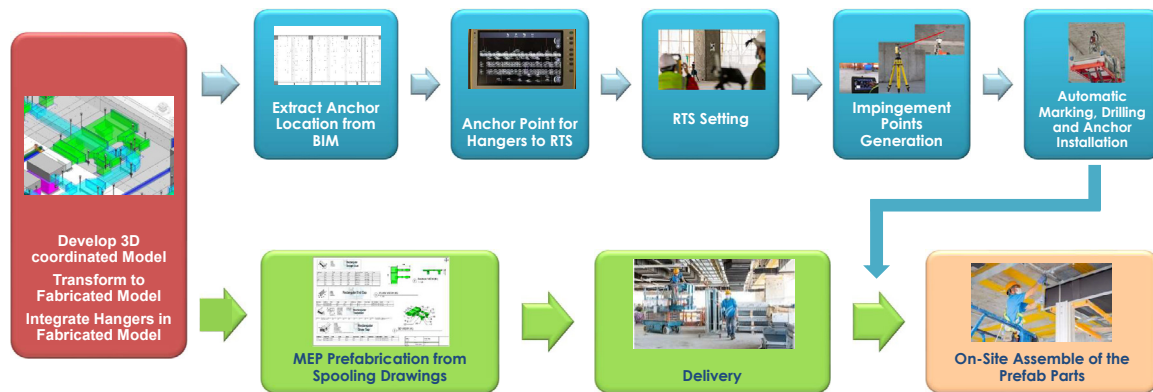 Develop 3D
coordinated Model
Transform to
Fabricated Model
Integrate Hangers in
Fabricated Model
Extract Anchor
Location from
BIM
Anchor Point for
Hangers to RTS
RTS Setting
Impingement
Points
Generation
Automatic
Marking, Drilling
and Anchor
Installation
MEP Prefabrication from
Spooling Drawings
Delivery
On-Site Assemble of the
Prefab Parts